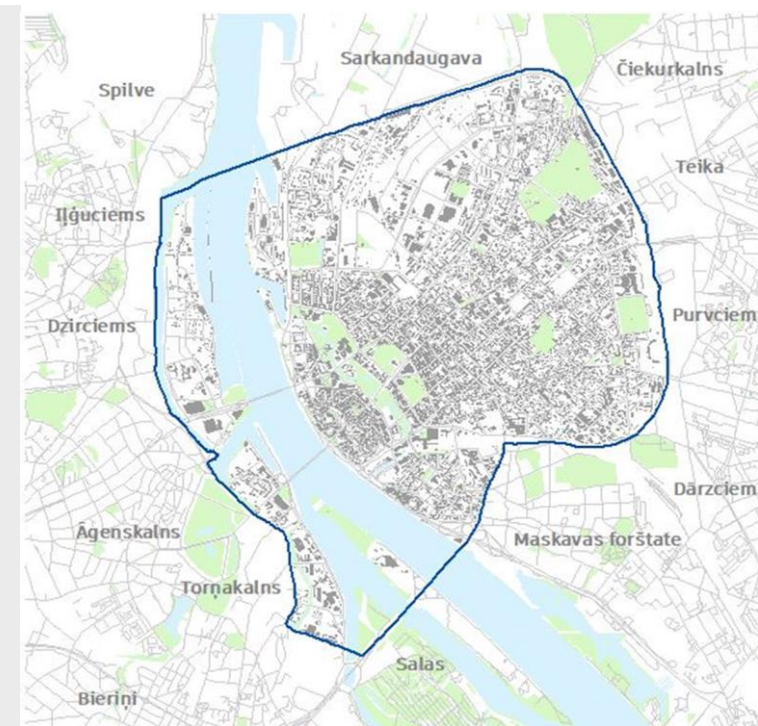 Sarkandaugava
Čiekurkalns
Spilve
Teika
Iļģuciems
Purvciem
Dzirciems
Dārzciem
Āgenskalns
Maskavas forštate
Torņakalns
Salas
Bieriņi